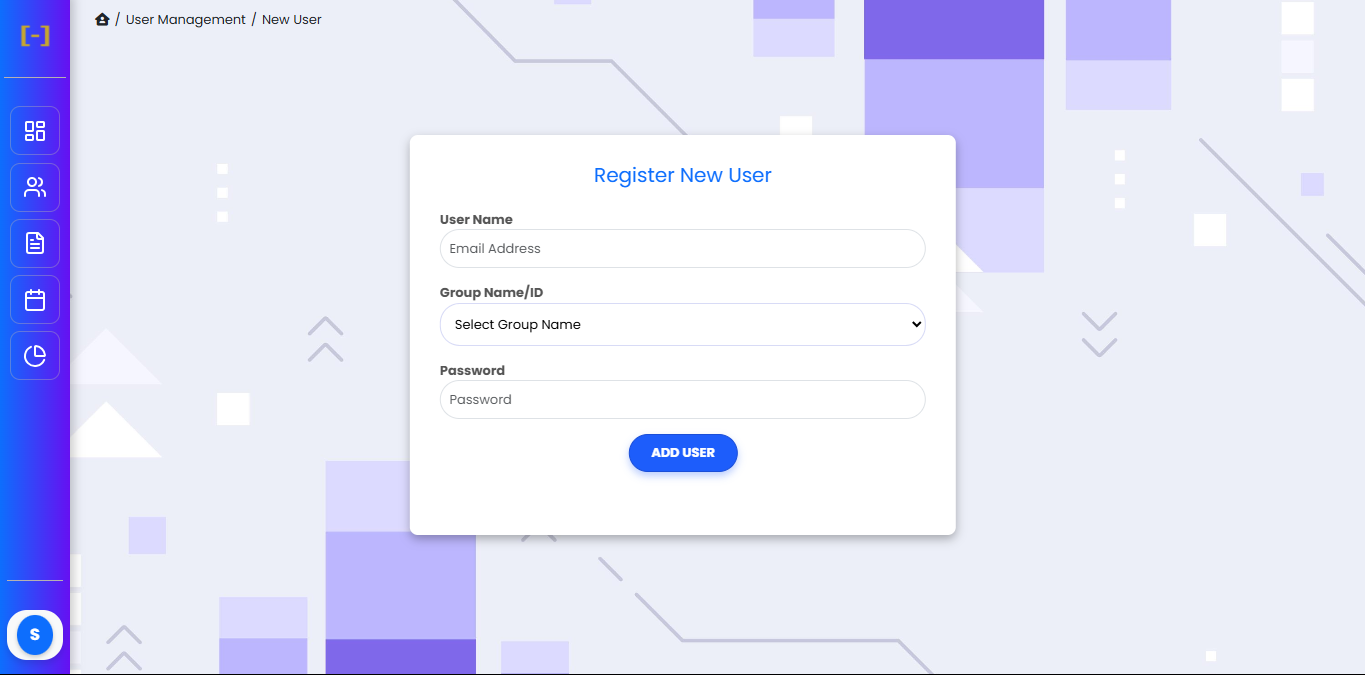 [-]
/ User Management / New User
Register New User
User Name
Email Address
Group Name/ID
Select Group Name
Password
Password
ADD USER
S